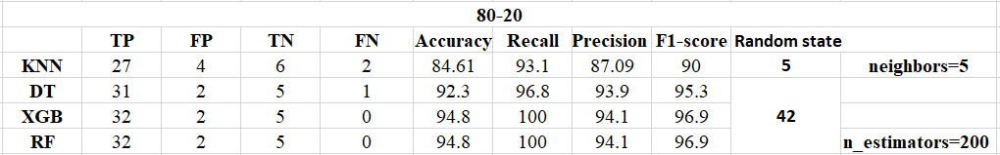 80-20
TP FP TN FN Accuracy Recall Precision F1-score Random state
KNN 27 4 6 2 84.61 93.1 87.09 90 5 neighbors=5
DT 31 2 5 1 92.3 96.8 93.9 95.3
XGB 32 2 5 0 94.8 100 94.1 96.9 42
RF 32 2 5 0 94.8 100 94.1 96.9 n_estimators=200